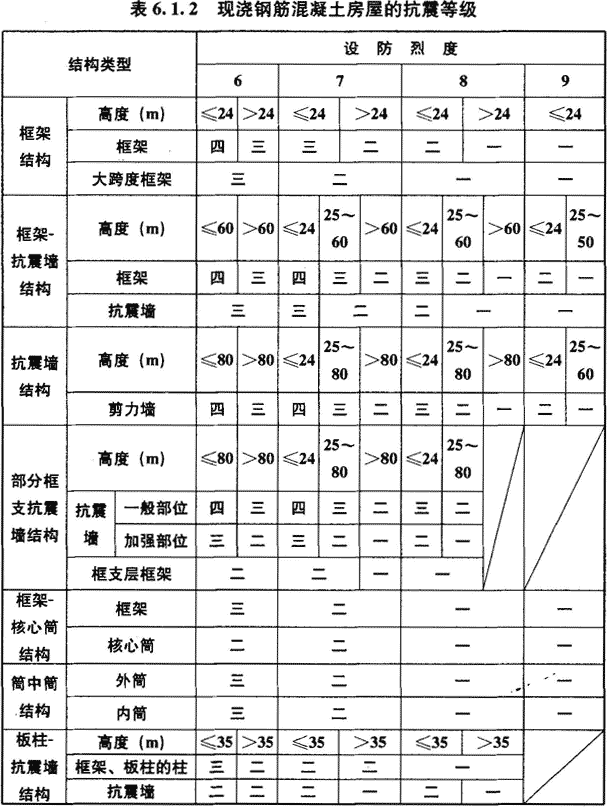 表 6.1.2 现浇钢筋混凝土房屋的抗震等级
结构类型 设 防 烈 度
6 7 8 9
框架结构 高度（m） ≤24 >24 ≤24 >24 ≤24 >24 ≤24
框架 四 三 三 二 二 一 一
大跨度框架 三 二 一 一
框架-抗震墙结构 高度（m） ≤60 >60 ≤24 25～60 >60 ≤24 25～60 >60 ≤24 25～50
框架 四 三 四 三 二 三 二 一 二 一
抗震墙 三 三 二 二 一 一
抗震墙结构 高度（m） ≤80 >80 ≤24 25～80 >80 ≤24 25～80 >80 ≤24 25～60
剪力墙 四 三 四 三 二 三 二 一 二 一
部分框支抗震墙结构 高度（m） ≤80 >80 ≤24 25～80 >80 ≤24 25～80
抗震墙 一般部位 四 三 四 三 二 三 二
加强部位 三 二 三 二 一 二 一
框支层框架 二 二 一 一
框架-核心筒结构 框架 三 二 一 一
核心筒 二 二 一 一
筒中筒结构 外筒 三 二 一 一
内筒 三 二 一 一
板柱-抗震墙结构 高度（m） ≤35 >35 ≤35 >35 ≤35 >35
框架、板柱的柱 三 二 二 二 一
抗震墙 二 二 二 一 二 一